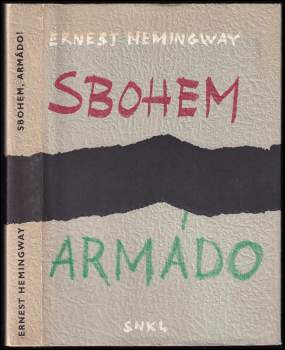 ERNEST HEMINGWAY
SBOHEM
ARMÁDO
SNKL
SBOHEM, ARMÁDO!
ERNEST HEMINGWAY